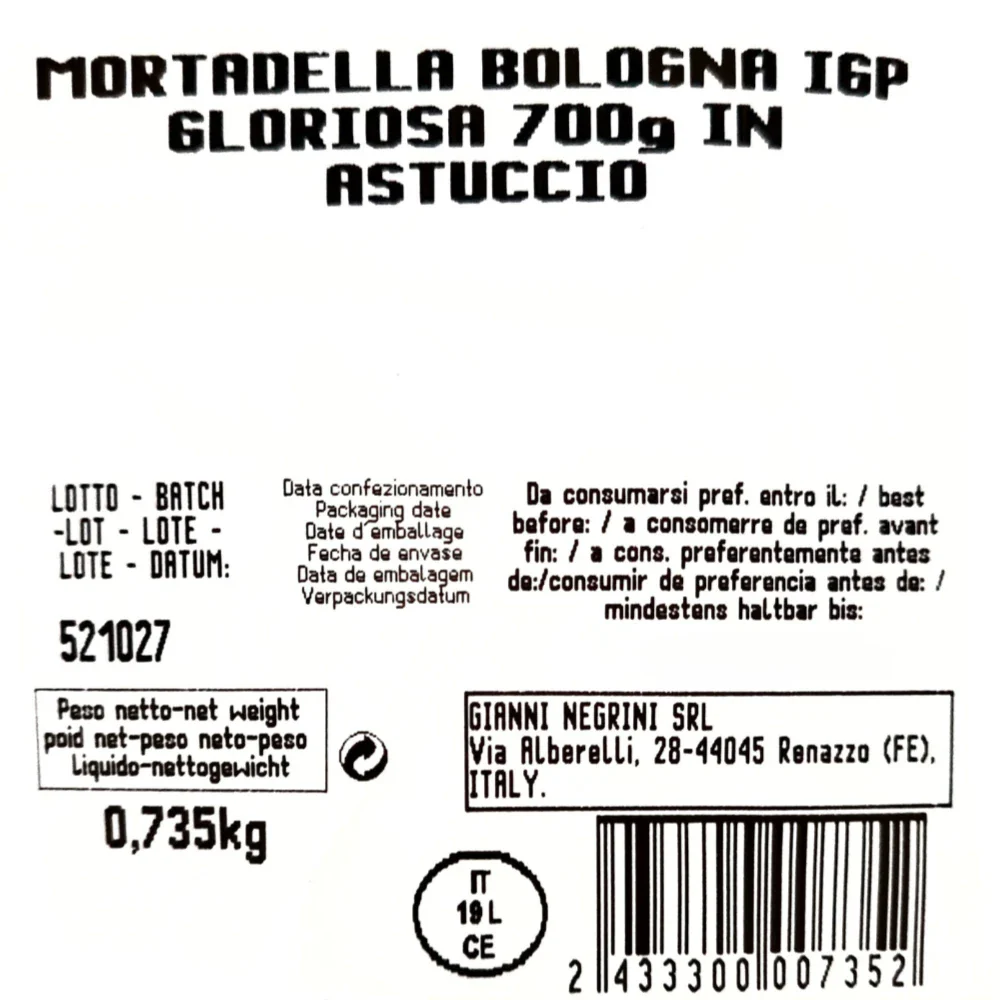 MORTADELLA BOLOGNA IGP
GLORIOSA 700g IN
ASTUCCIO
LOTTO - BATCH
-LOT - LOTE -
LOTE - DATUM:
521027
Data confezionamento
Packaging date
Date d'emballage
Fecha de envase
Data de embalagem
Verpackungsdatum
Da consumarsi pref. entro il: / best
before: / a consomerre de pref. avant
fin: / a cons. preferentemente antes
de:/consumir de preferencia antes de: /
mindestens haltbar bis:
Peso netto-net weight
poid net-peso neto-peso
Liquido-nettogewicht
0,735kg
GIANNI NEGRINI SRL
Via Alberelli, 28-44045 Renazzo (FE).
ITALY.
IT
19 L
CE
2 433300 007352